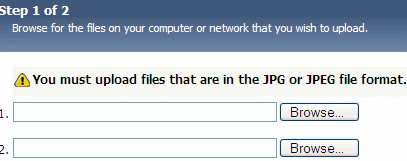 Step 1 of 2
Browse for the files on your computer or network that you wish to upload.
You must upload files that are in the JPG or JPEG file format.
1. Browse...
2. Browse...